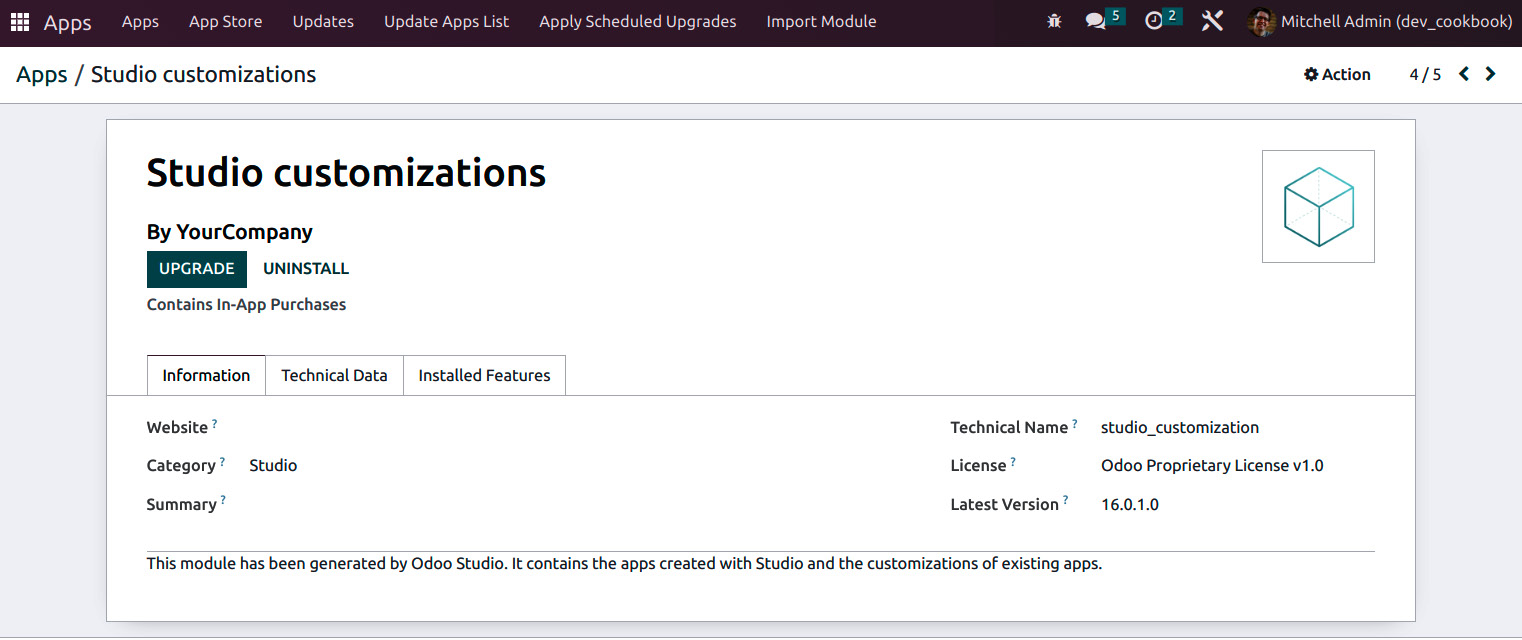 Apps Apps App Store Updates Update Apps List Apply Scheduled Upgrades Import Module 5 2 Mitchell Admin (dev_cookbook)
Apps / Studio customizations Action 4 / 5
Studio customizations
By YourCompany
UPGRADE UNINSTALL
Contains In-App Purchases
Information Technical Data Installed Features
Website ? Technical Name ? studio_customization
Category ? Studio License ? Odoo Proprietary License v1.0
Summary ? Latest Version ? 16.0.1.0
This module has been generated by Odoo Studio. It contains the apps created with Studio and the customizations of existing apps.